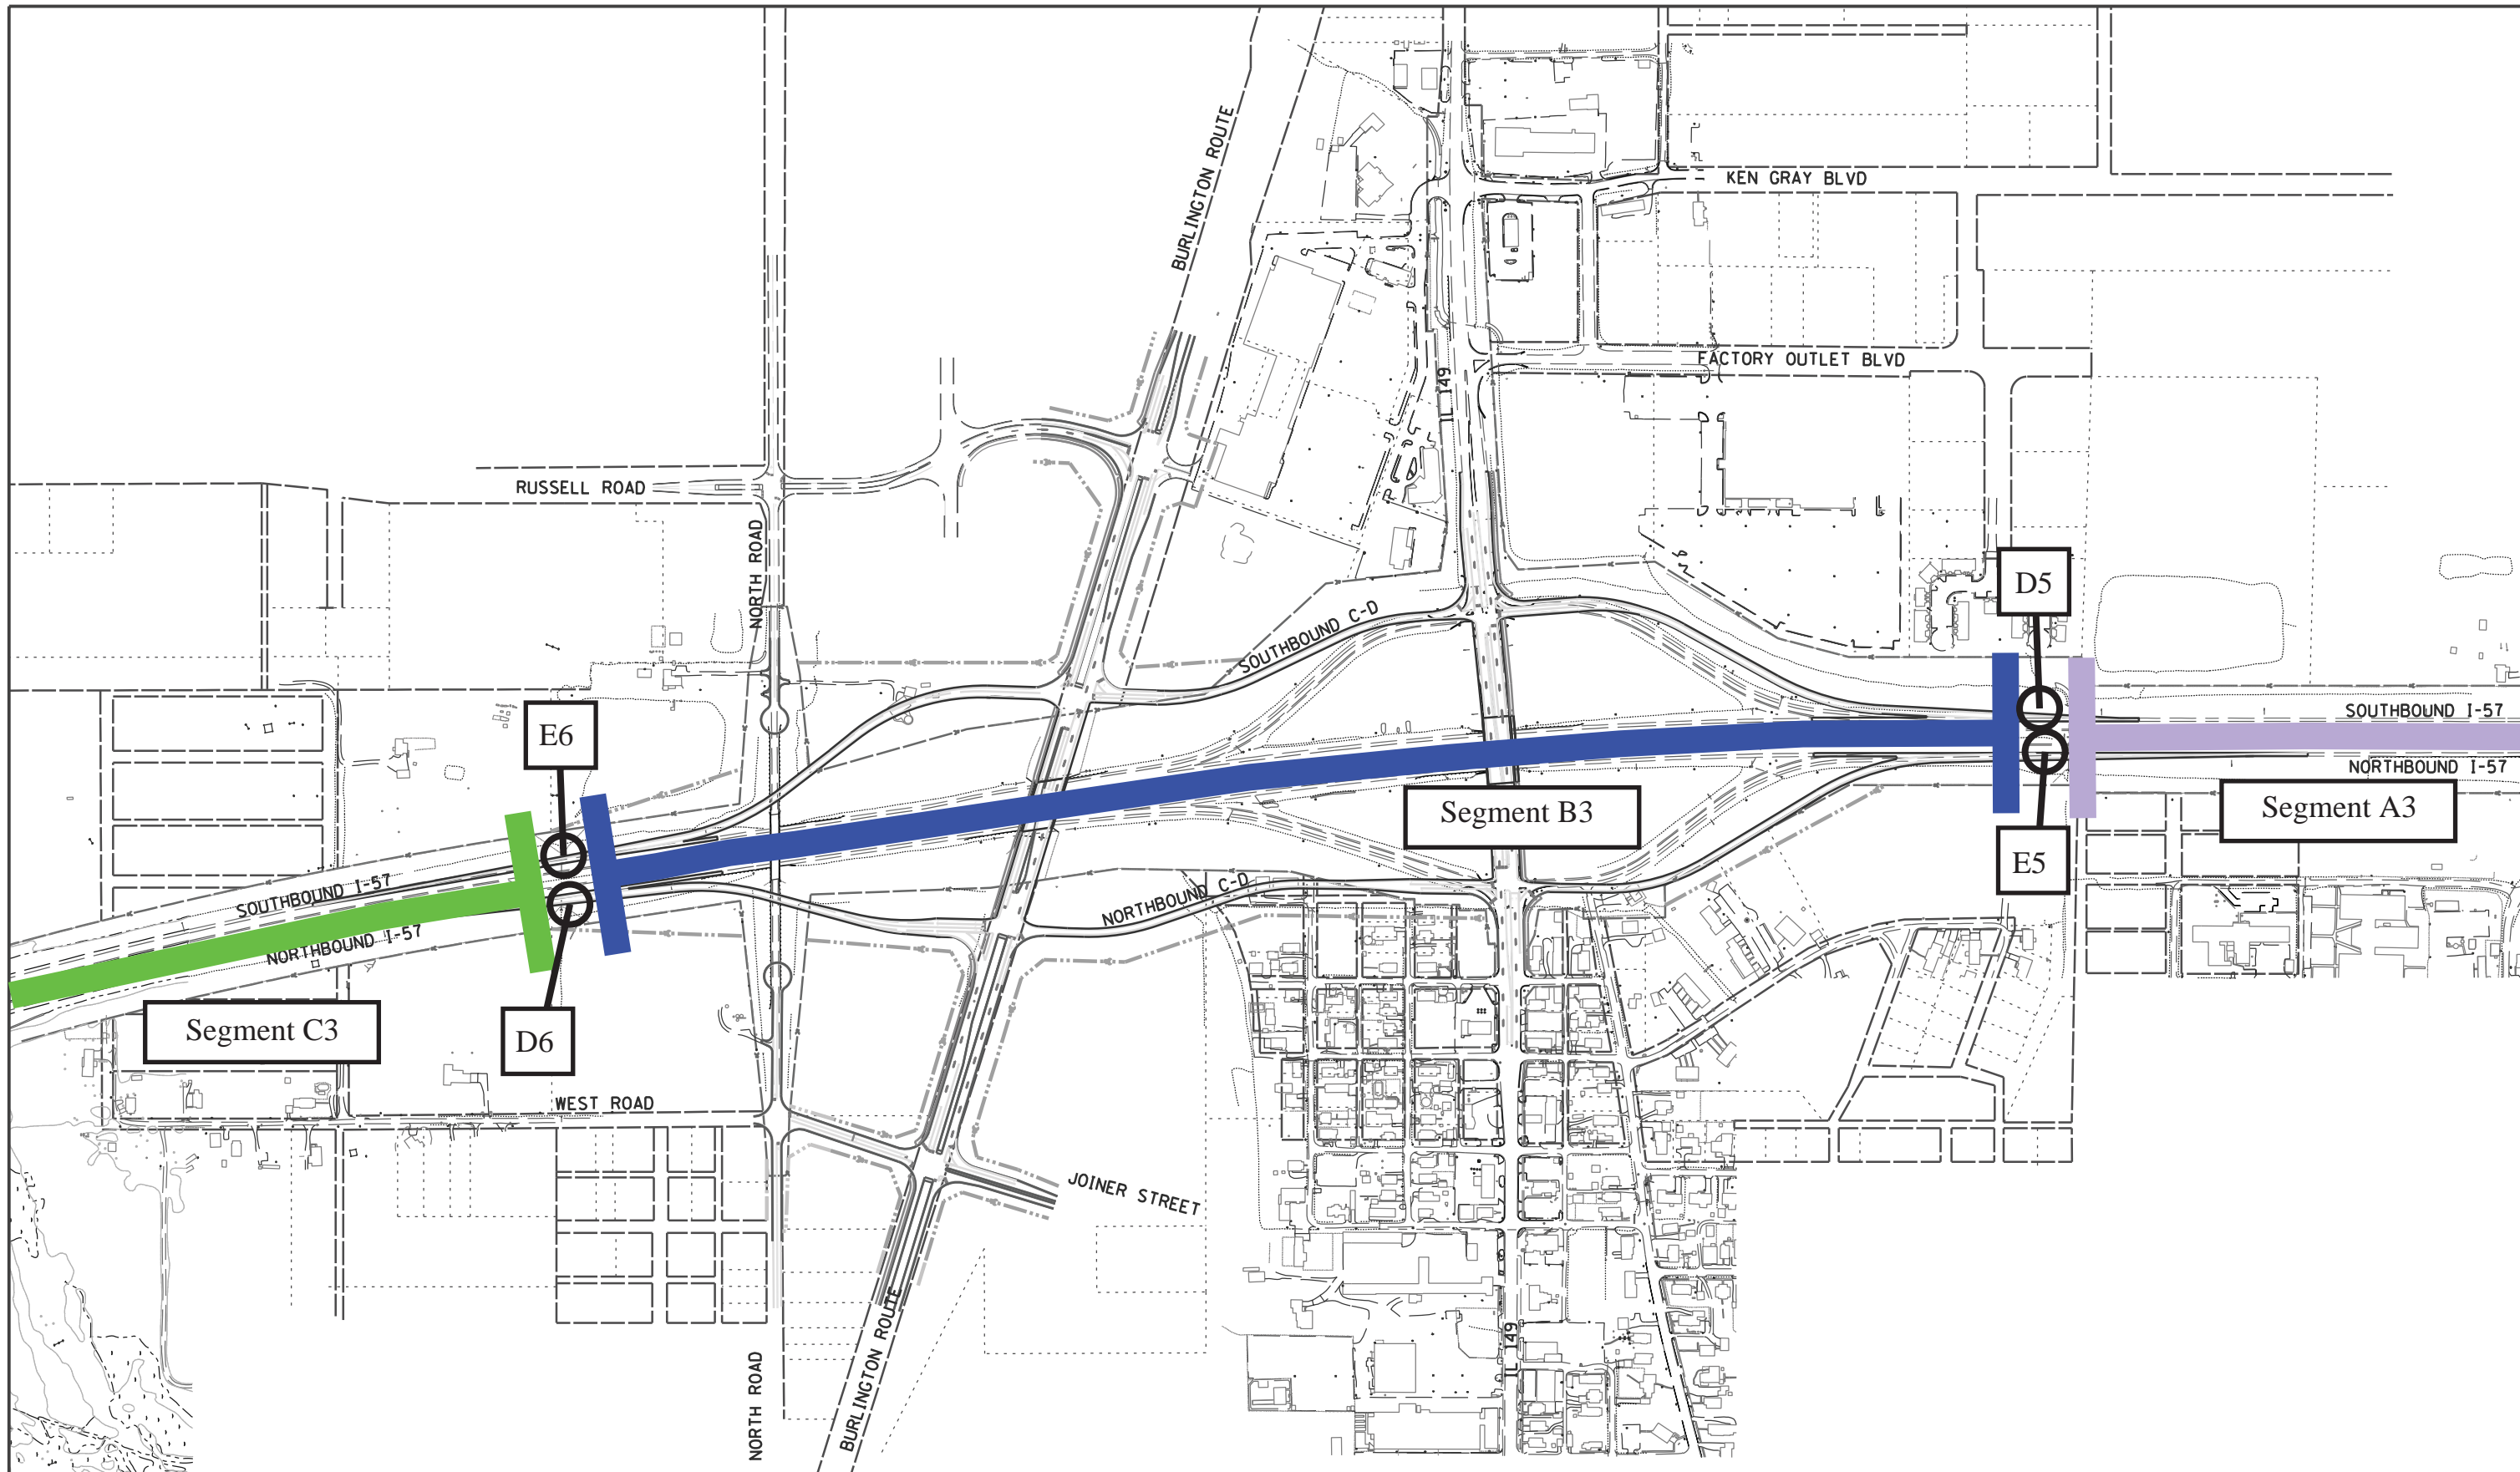 BURLINGTON ROUTE
KEN GRAY BLVD
FACTORY OUTLET BLVD
IL 149
RUSSELL ROAD
NORTH ROAD
D5
SOUTHBOUND C-D
E6
SOUTHBOUND I-57
NORTHBOUND I-57
Segment B3
Segment A3
E5
SOUTHBOUND I-57
NORTHBOUND C-D
NORTHBOUND I-57
Segment C3
D6
WEST ROAD
JOINER STREET
IL 149
BURLINGTON ROUTE
NORTH ROAD